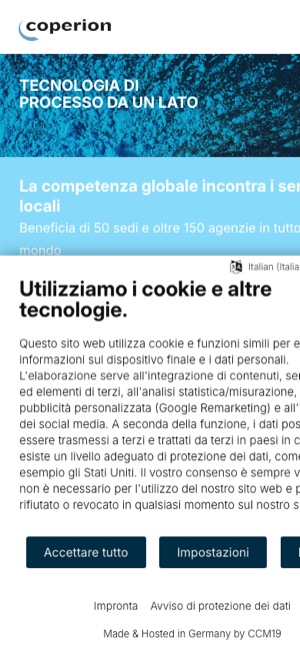 coperion
TECNOLOGIA DI
PROCESSO DA UN LATO
La competenza globale incontra i
locali
Beneficia di 50 sedi e oltre 150 agenzie in tutto
mondo
Italian
Utilizziamo i cookie e altre
tecnologie.
Questo sito web utilizza cookie e funzioni simili per
informazioni sul dispositivo finale e i dati personali.
L'elaborazione serve all'integrazione di contenuti,
ed elementi di terzi, all'analisi statistica/misurazione,
pubblicità personalizzata (Google Remarketing) e
dei social media. A seconda della funzione, i dati
essere trasmessi a terzi e trattati da terzi in paesi in
esiste un livello adeguato di protezione dei dati,
esempio gli Stati Uniti. Il vostro consenso è sempre
non è necessario per l'utilizzo del nostro sito web e
rifiutato o revocato in qualsiasi momento sul nostro
Accettare tutto
Impostazioni
Impronta Avviso di protezione dei dati
Made & Hosted in Germany by CCM19